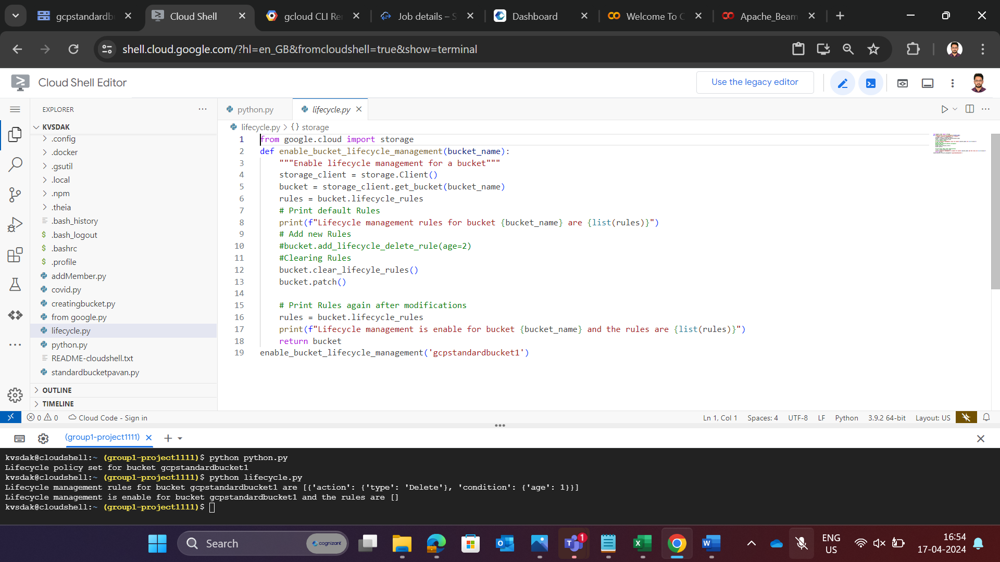 gcpstandardb
Cloud Shell
gcloud CLI Re
Job details – S
Dashboard
Welcome To C
Apache_Beam
shell.cloud.google.com/?hl=en_GB&fromcloudshell=true&show=terminal
Cloud Shell Editor
Use the legacy editor
EXPLORER
python.py
lifecycle.py
KVSDAK
lifecycle.py > {} storage
.config
.docker
.gsutil
.local
.npm
.theia
.bash_history
.bash_logout
.bashrc
.profile
addMember.py
covid.py
creatingbucket.py
from google.py
lifecycle.py
python.py
README-cloudshell.txt
standardbucketpavan.py
OUTLINE
TIMELINE
1 from google.cloud import storage
2 def enable_bucket_lifecycle_management(bucket_name):
3 """Enable lifecycle management for a bucket"""
4 storage_client = storage.Client()
5 bucket = storage_client.get_bucket(bucket_name)
6 rules = bucket.lifecycle_rules
7 # Print default Rules
8 print(f"Lifecycle management rules for bucket {bucket_name} are {list(rules)}")
9 # Add new Rules
10 #bucket.add_lifecycle_delete_rule(age=2)
11 #Clearing Rules
12 bucket.clear_lifecyle_rules()
13 bucket.patch()
14
15 # Print Rules again after modifications
16 rules = bucket.lifecycle_rules
17 print(f"Lifecycle management is enable for bucket {bucket_name} and the rules are {list(rules)}")
18 return bucket
19 enable_bucket_lifecycle_management('gcpstandardbucket1')
0 0 Cloud Code - Sign in
Ln 1, Col 1 Spaces: 4 UTF-8 LF Python 3.9.2 64-bit Layout: US
(group1-project1111)
kvsdak@cloudshell:~ (group1-project1111)$ python python.py
Lifecycle policy set for bucket gcpstandardbucket1
kvsdak@cloudshell:~ (group1-project1111)$ python lifecycle.py
Lifecycle management rules for bucket gcpstandardbucket1 are [{'action': {'type': 'Delete'}, 'condition': {'age': 1}}]
Lifecycle management is enable for bucket gcpstandardbucket1 and the rules are []
kvsdak@cloudshell:~ (group1-project1111)$
Search
cognizant
1
ENG
US
16:54
17-04-2024